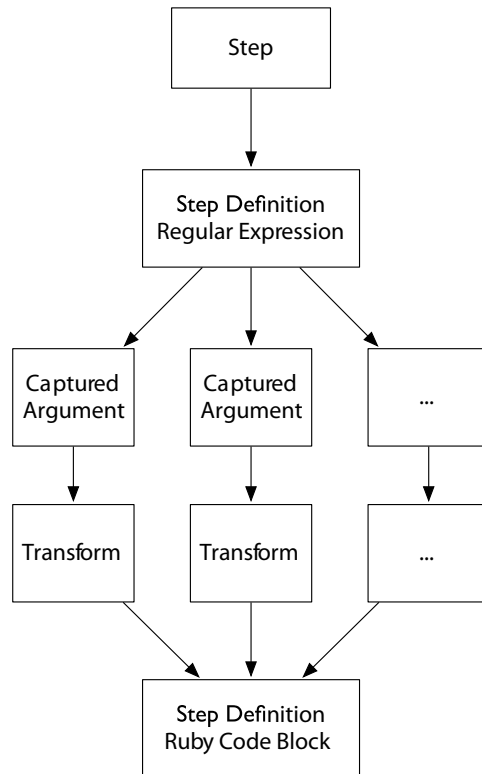 Step
Step Definition
Regular Expression
Captured
Argument
Captured
Argument
...
Transform
Transform
...
Step Definition
Ruby Code Block